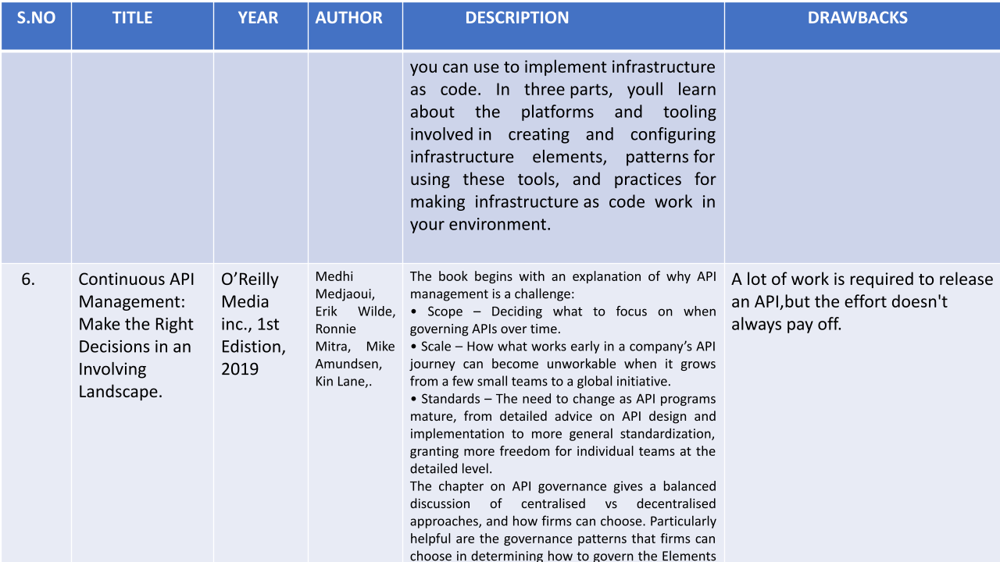 S.NO TITLE YEAR AUTHOR DESCRIPTION DRAWBACKS
you can use to implement infrastructure
as code. In three parts, youll learn
about the platforms and tooling
involved in creating and configuring
infrastructure elements, patterns for
using these tools, and practices for
making infrastructure as code work in
your environment.
6.
Continuous API
Management:
Make the Right
Decisions in an
Involving
Landscape.
O’Reilly
Media
inc., 1st
Edistion,
2019
Medhi
Medjaoui,
Erik Wilde,
Ronnie
Mitra, Mike
Amundsen,
Kin Lane,.
The book begins with an explanation of why API
management is a challenge:
• Scope – Deciding what to focus on when
governing APIs over time.
• Scale – How what works early in a company’s API
journey can become unworkable when it grows
from a few small teams to a global initiative.
• Standards – The need to change as API programs
mature, from detailed advice on API design and
implementation to more general standardization,
granting more freedom for individual teams at the
detailed level.
The chapter on API governance gives a balanced
discussion of centralised vs decentralised
approaches, and how firms can choose. Particularly
helpful are the governance patterns that firms can
choose in determining how to govern the Elements
A lot of work is required to release
an API,but the effort doesn't
always pay off.